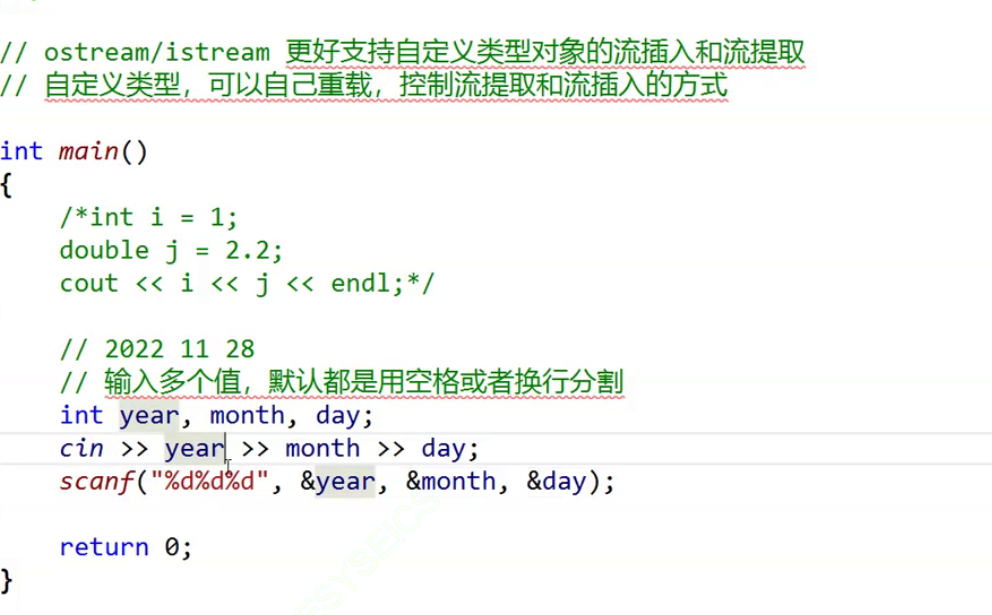 // ostream/istream 更好支持自定义类型对象的流插入和流提取
// 自定义类型，可以自己重载，控制流提取和流插入的方式
int main()
{
/*int i = 1;
double j = 2.2;
cout << i << j << endl;*/
// 2022 11 28
// 输入多个值，默认都是用空格或者换行分割
int year, month, day;
cin >> year >> month >> day;
scanf("%d%d%d", &year, &month, &day);
return 0;
}